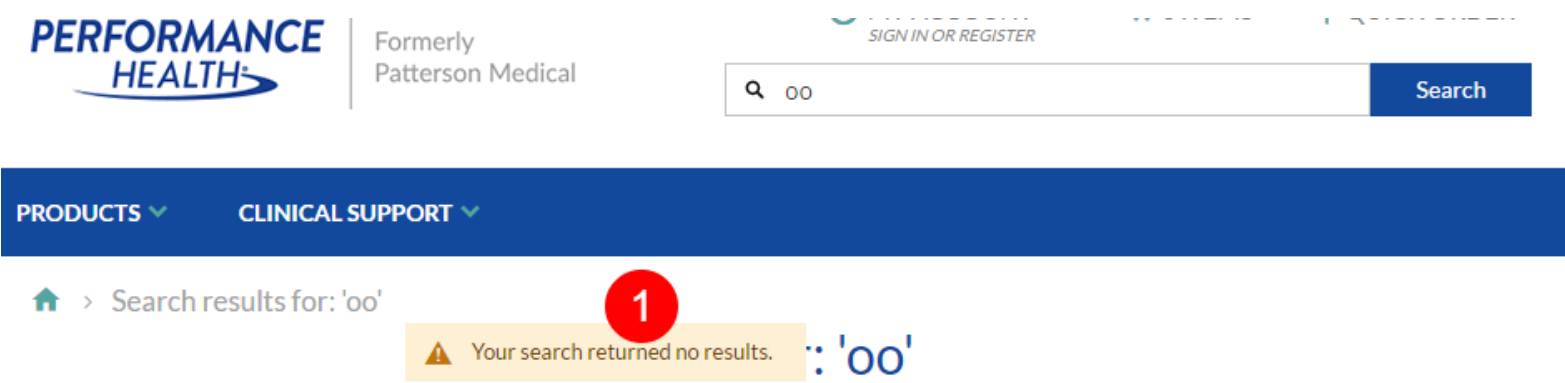 PERFORMANCE
HEALTH
Formerly
Patterson Medical
SIGN IN OR REGISTER
oo
Search
PRODUCTS
CLINICAL SUPPORT
> Search results for: 'oo'
1
Your search returned no results.
: 'oo'